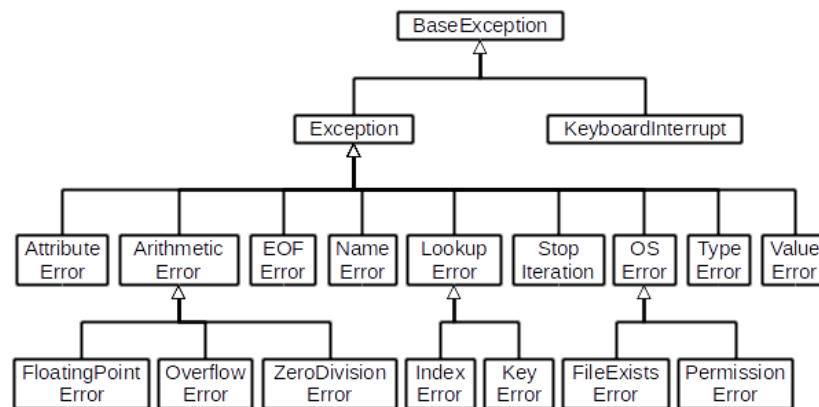 BaseException
Exception
KeyboardInterrupt
Attribute
Error
Arithmetic
Error
EOF
Error
Name
Error
Lookup
Error
Stop
Iteration
OS
Error
Type
Error
Value
Error
FloatingPoint
Error
Overflow
Error
ZeroDivision
Error
Index
Error
Key
Error
FileExists
Error
Permission
Error